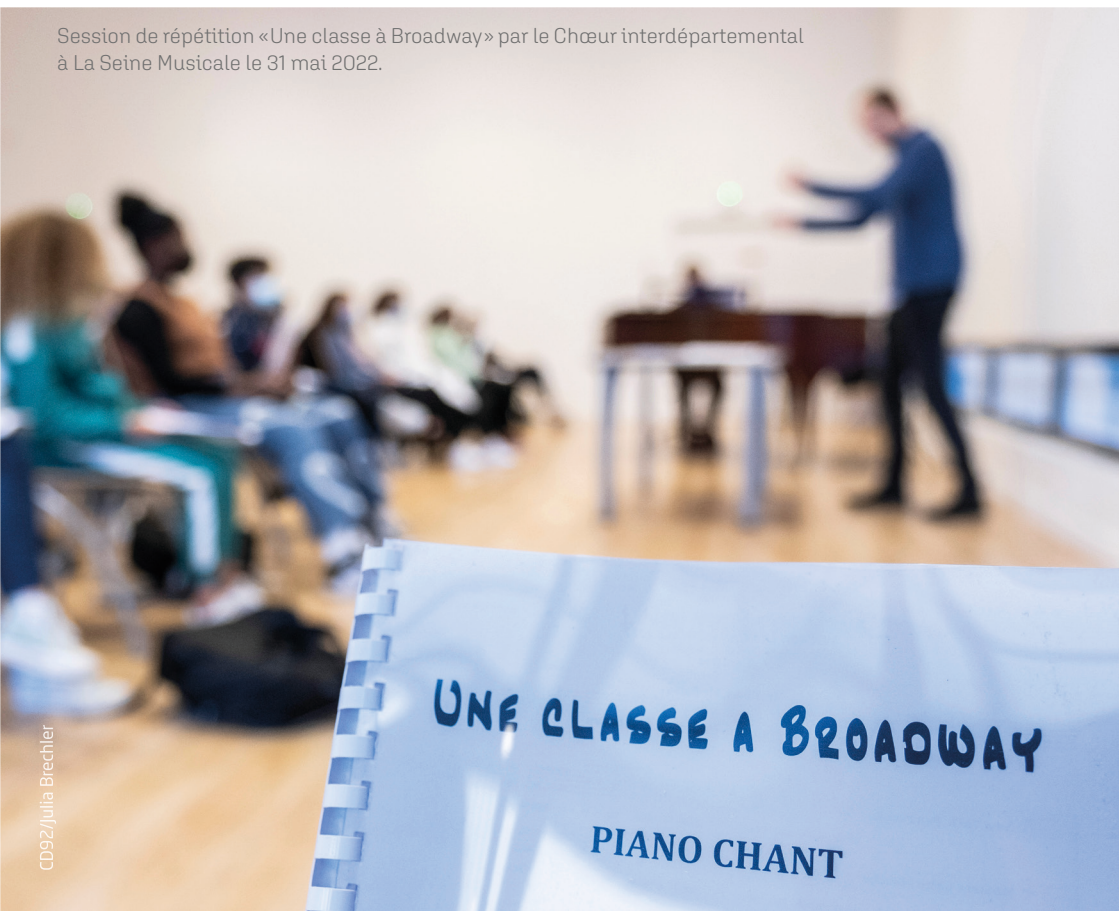 Session de répétition «Une classe à Broadway» par le Chœur interdépartemental
à La Seine Musicale le 31 mai 2022.
UNE CLASSE A BROADWAY
PIANO CHANT
CD92/Julia Brechler